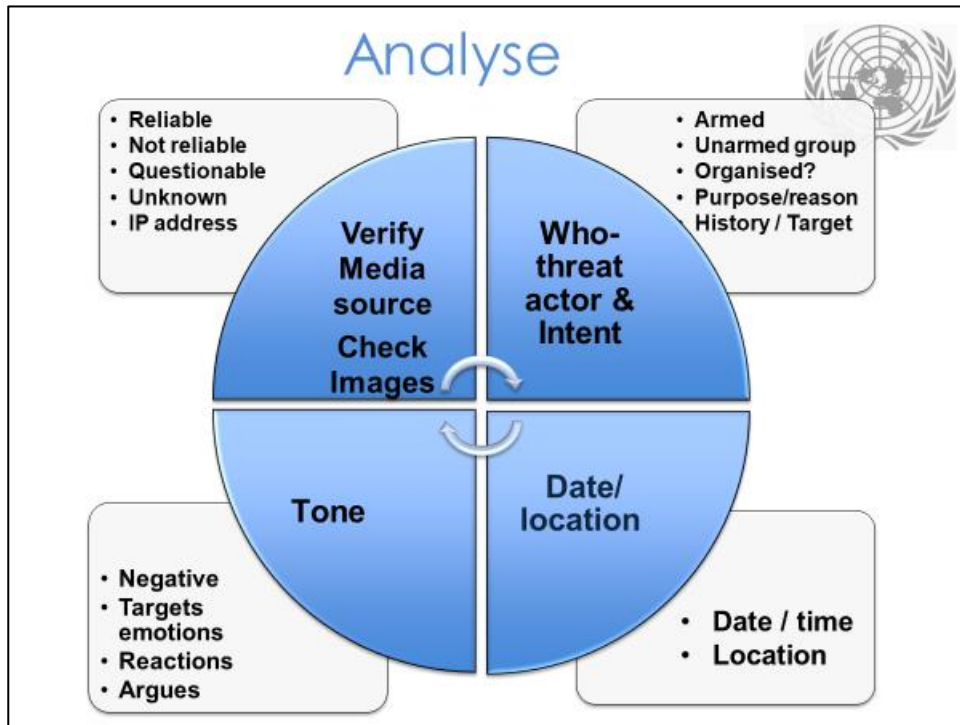 Analyse
• Reliable
• Not reliable
• Questionable
• Unknown
• IP address
Verify
Media
source
Check
Images
• Armed
• Unarmed group
• Organised?
• Purpose/reason
• History / Target
Who-
threat
actor &
Intent
Tone
• Negative
• Targets
emotions
• Reactions
• Argues
Date/
location
• Date / time
• Location